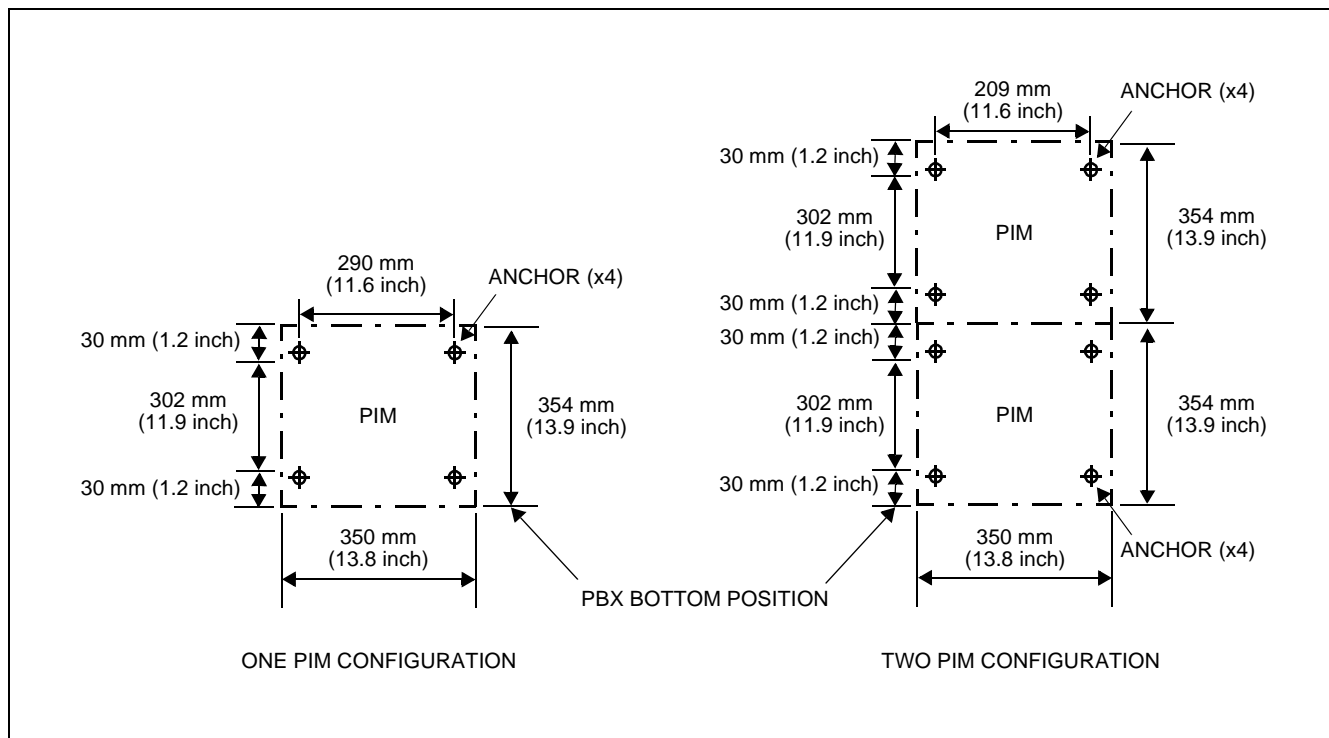 290 mm
(11.6 inch)
ANCHOR (x4)
30 mm (1.2 inch)
302 mm
(11.9 inch)
PIM
354 mm
(13.9 inch)
30 mm (1.2 inch)
350 mm
(13.8 inch)
ONE PIM CONFIGURATION
PBX BOTTOM POSITION
209 mm
(11.6 inch)
ANCHOR (x4)
30 mm (1.2 inch)
302 mm
(11.9 inch)
PIM
354 mm
(13.9 inch)
30 mm (1.2 inch)
30 mm (1.2 inch)
302 mm
(11.9 inch)
PIM
354 mm
(13.9 inch)
30 mm (1.2 inch)
350 mm
(13.8 inch)
ANCHOR (x4)
TWO PIM CONFIGURATION